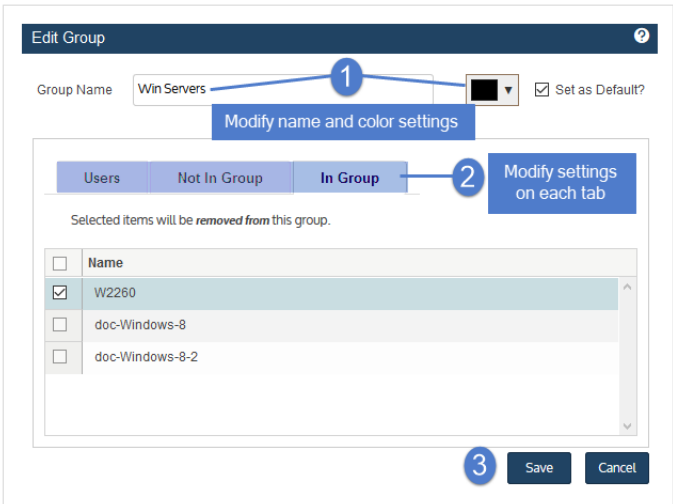 Edit Group
?
Group Name
Win Servers
1
Set as Default?
Modify name and color settings
Users
Not In Group
In Group
2
Modify settings
on each tab
Selected items will be removed from this group.
Name
W2260
doc-Windows-8
doc-Windows-8-2
3
Save
Cancel